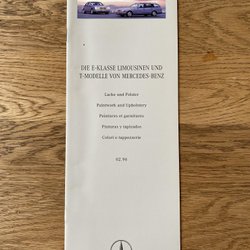 DIE E-KLASSE LIMOUSINEN UND
T-MODELLE VON MERCEDES-BENZ
Lacke und Polster
Paintwork and Upholstery
Peintures et garnitures
Pinturas y tapizados
Colori e tappezzerie
02.94